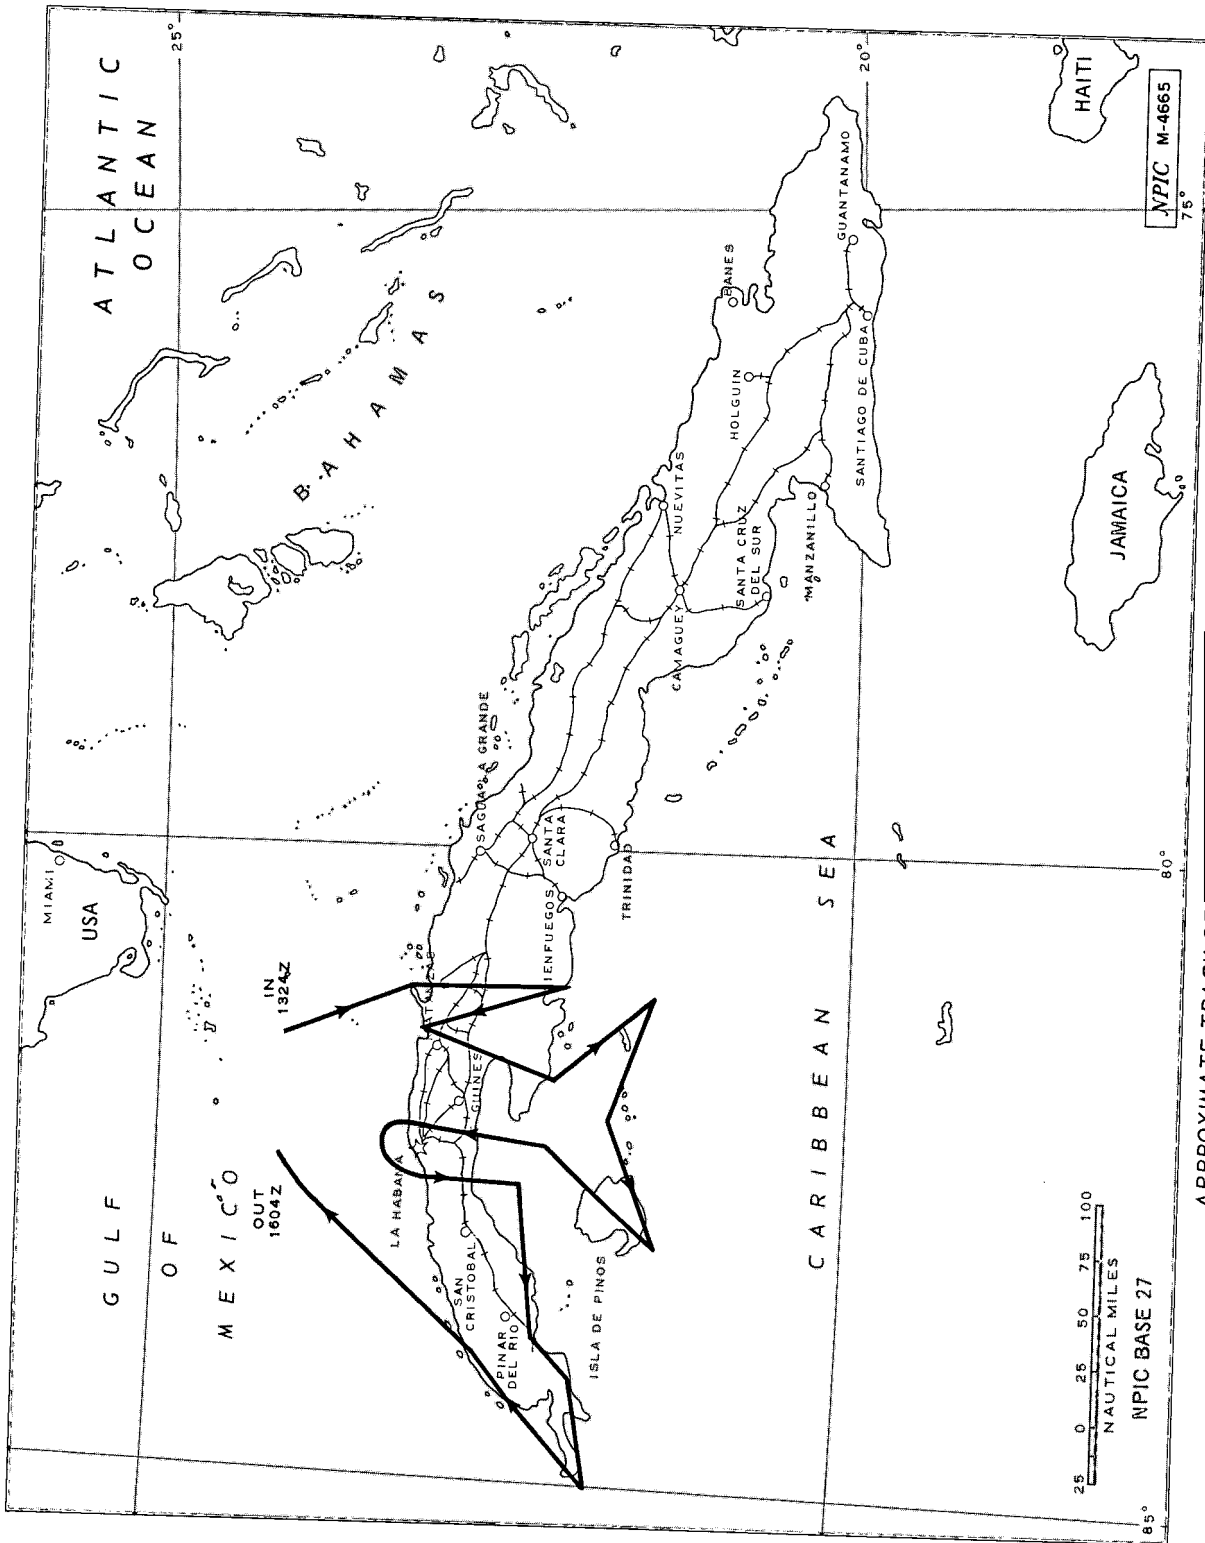 ATLANTIC
OCEAN
25°
BAHAMAS
MIAMI
USA
GULF
OF
MEXICO
IN
1324Z
OUT
1604Z
LA HABANA
GUINES
SAN
CRISTOBAL
PINAR
DEL RIO
ISLA DE PINOS
SAGUA LA GRANDE
SANTA
CLARA
IENFUEGOS
TRINIDAD
CAMAGUEY
NUEVITAS
SANTA CRUZ
DEL SUR
HOLGUIN
MANZANILLO
BANES
SANTIAGO DE CUBA
GUANTANAMO
20°
HAITI
JAMAICA
CARIBBEAN SEA
85°
80°
75°
25 0 25 50 75 100
NAUTICAL MILES
NPIC BASE 27
NPIC M-4665